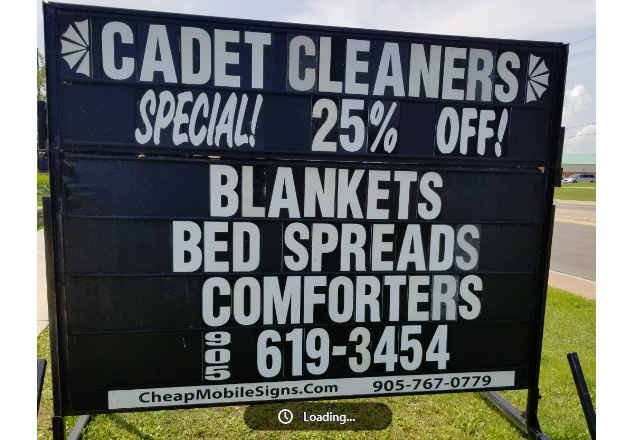 CADET CLEANERS
SPECIAL! 25% OFF!
BLANKETS
BED SPREADS
COMFORTERS
905 619-3454
CheapMobileSigns.Com 905-767-0779
Loading...